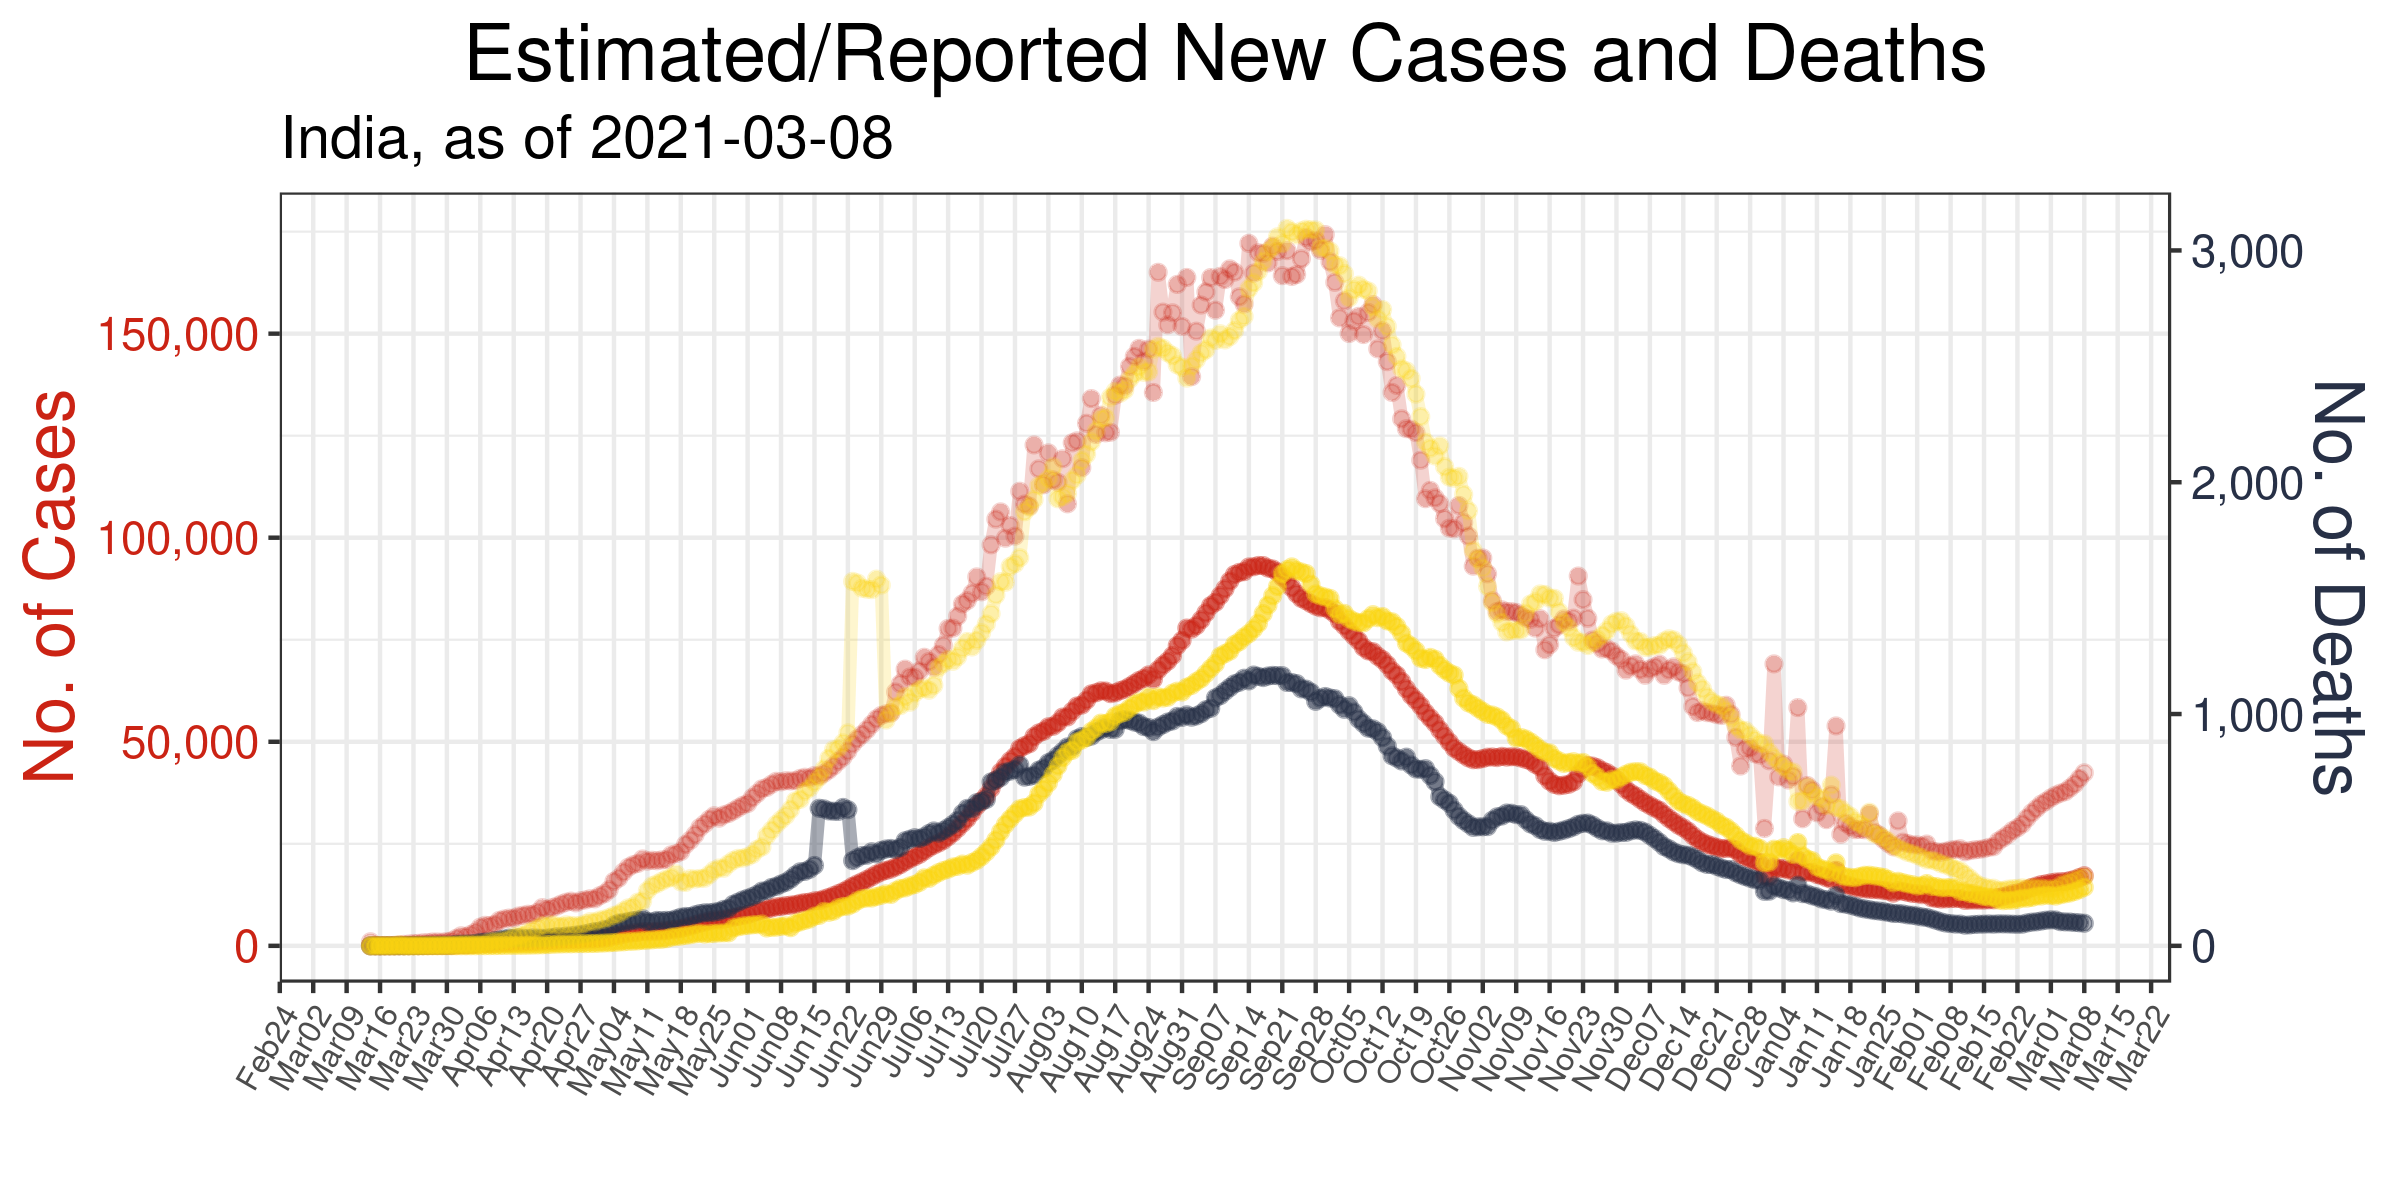 Estimated/Reported New Cases and Deaths
India, as of 2021-03-08
No. of Cases
150,000
100,000
50,000
0
3,000
2,000
1,000
0
No. of Deaths
Feb24
Mar02
Mar09
Mar16
Mar23
Mar30
Apr06
Apr13
Apr20
Apr27
May04
May11
May18
May25
Jun01
Jun08
Jun15
Jun22
Jun29
Jul06
Jul13
Jul20
Jul27
Aug03
Aug10
Aug17
Aug24
Aug31
Sep07
Sep14
Sep21
Sep28
Oct05
Oct12
Oct19
Oct26
Nov02
Nov09
Nov16
Nov23
Nov30
Dec07
Dec14
Dec21
Dec28
Jan04
Jan11
Jan18
Jan25
Feb01
Feb08
Feb15
Feb22
Mar01
Mar08
Mar15
Mar22